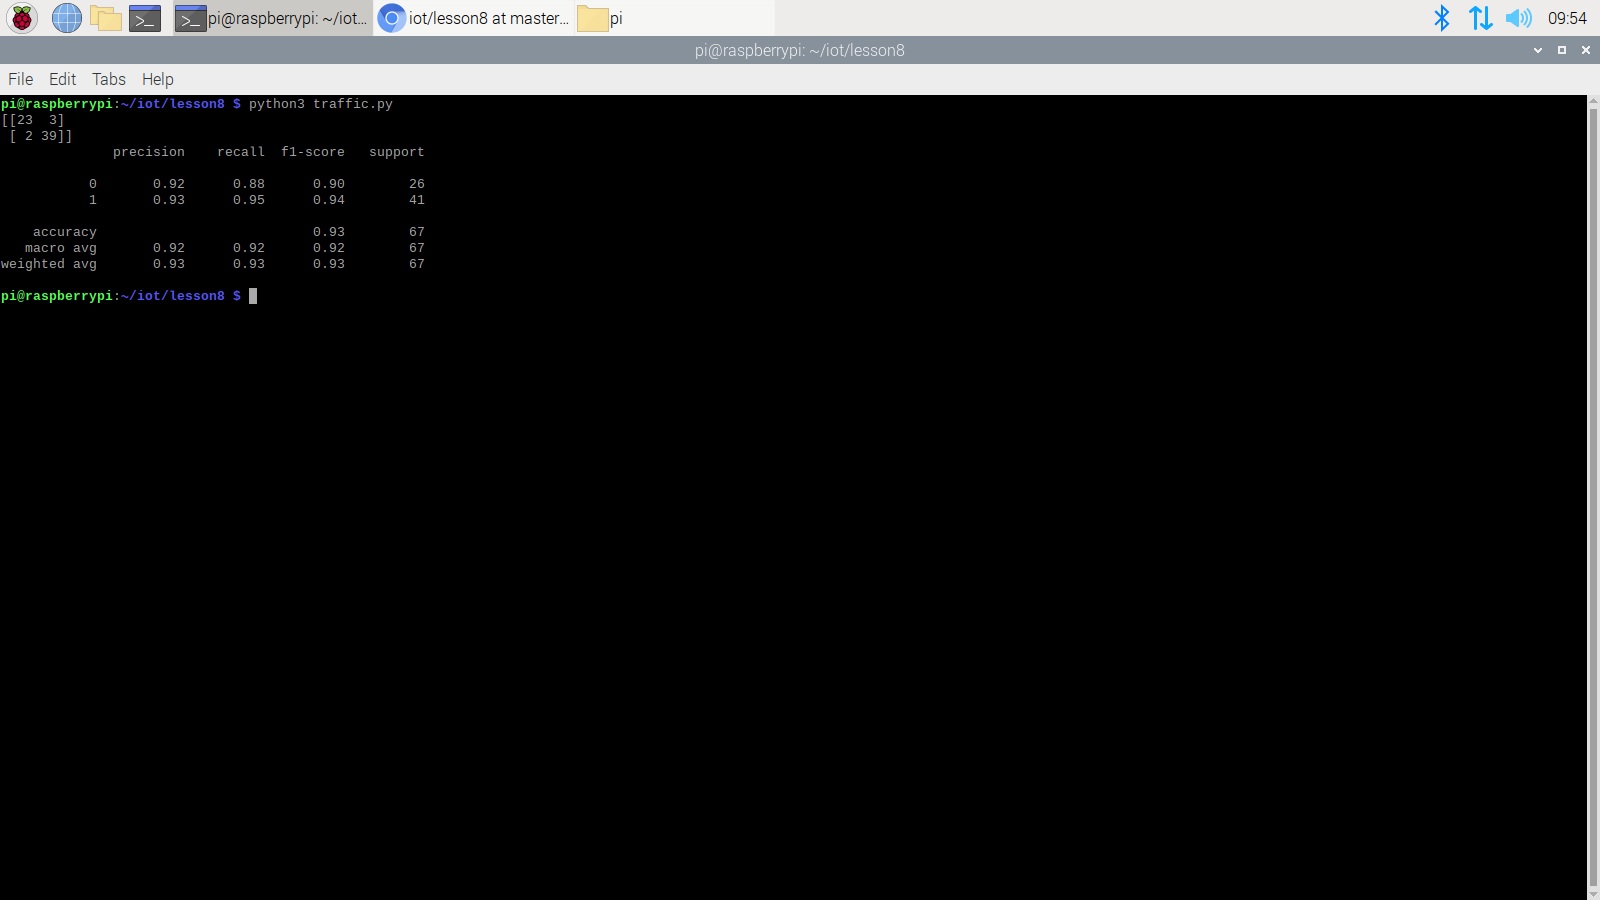 pi@raspberrypi: ~/iot... iot/lesson8 at master... pi 09:54
pi@raspberrypi: ~/iot/lesson8
File Edit Tabs Help
pi@raspberrypi:~/iot/lesson8 $ python3 traffic.py
[[23  3]
 [ 2 39]]
              precision    recall  f1-score   support

           0       0.92      0.88      0.90        26
           1       0.93      0.95      0.94        41

    accuracy                           0.93        67
   macro avg       0.92      0.92      0.92        67
weighted avg       0.93      0.93      0.93        67

pi@raspberrypi:~/iot/lesson8 $